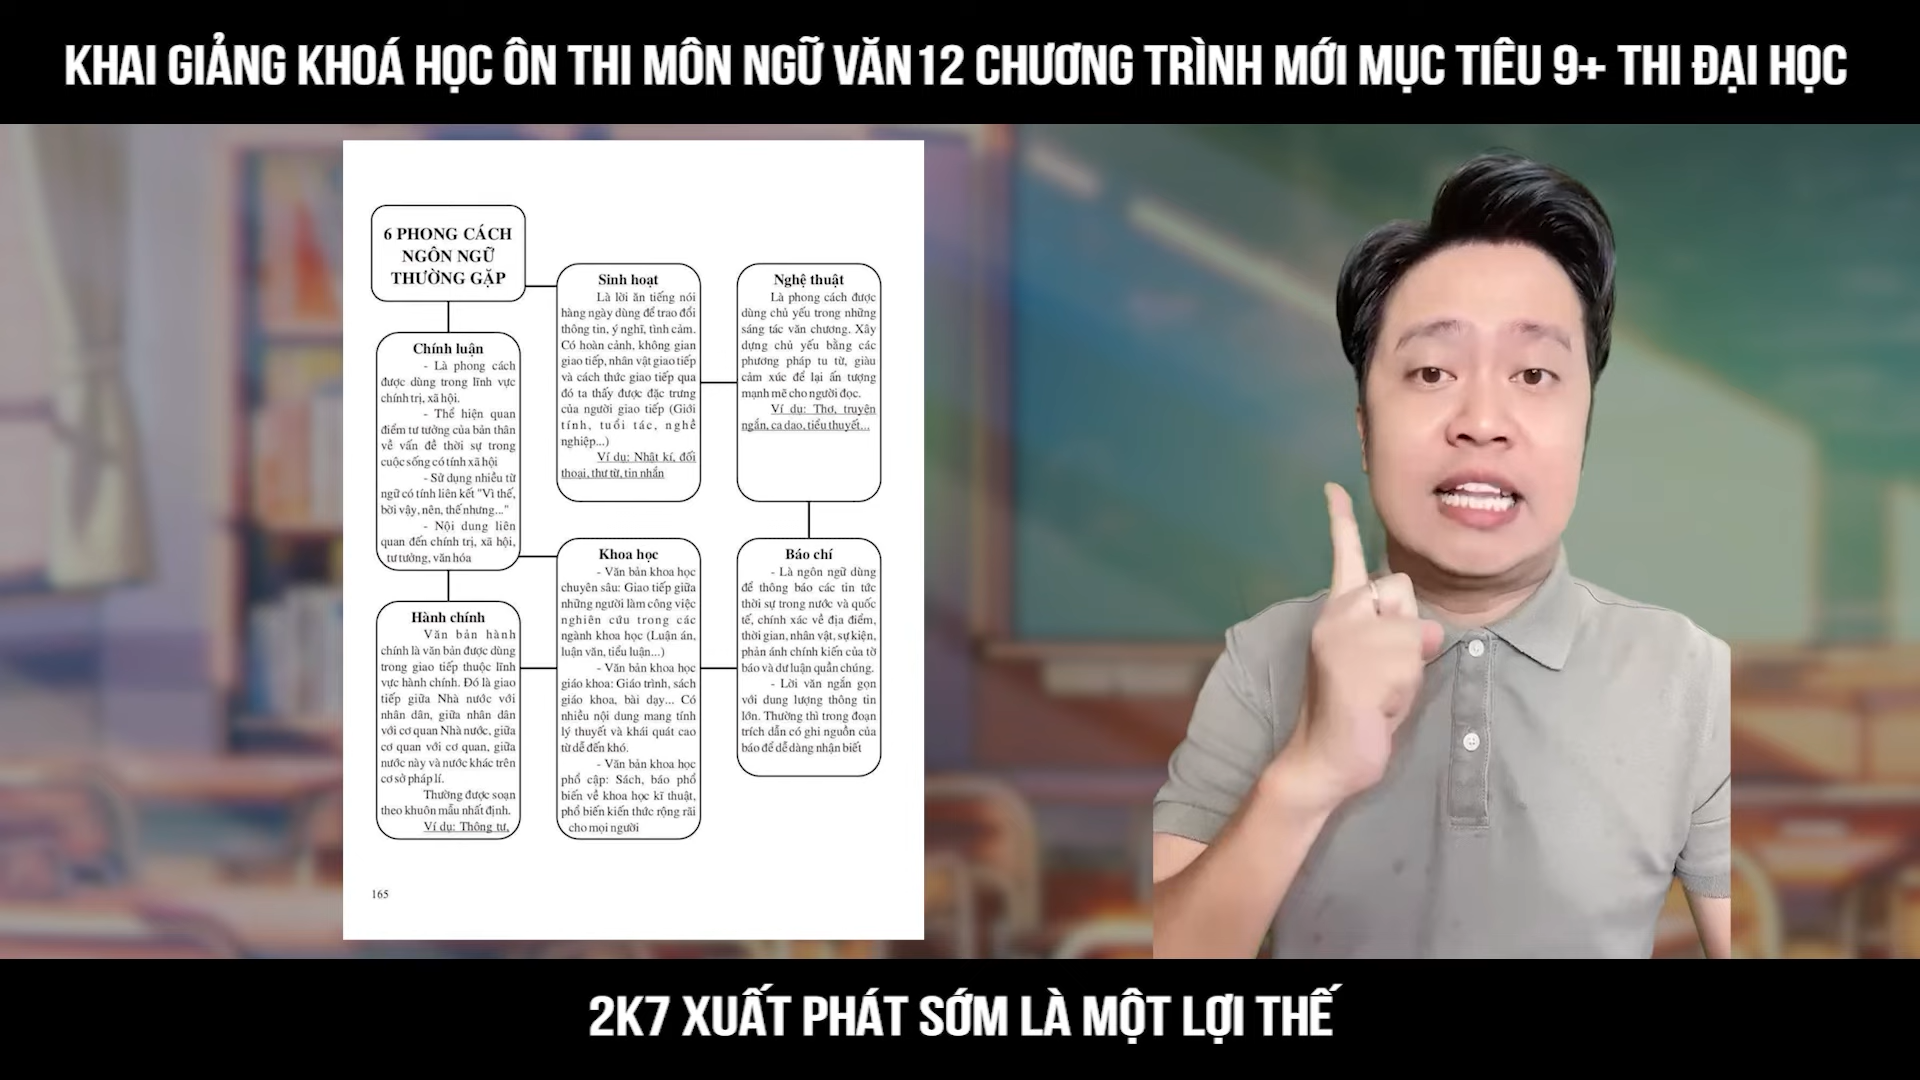 KHAI GIẢNG KHOÁ HỌC ÔN THI MÔN NGỮ VĂN12 CHƯƠNG TRÌNH MỚI MỤC TIÊU 9+ THI ĐẠI HỌC
6 PHONG CÁCH
NGÔN NGỮ
THƯỜNG GẶP
Sinh hoạt
Là lời ăn tiếng nói
hàng ngày dùng để trao đổi
thông tin, ý nghĩ, tình cảm.
Có hoàn cảnh, không gian
giao tiếp, nhân vật giao tiếp
và cách thức giao tiếp qua
đó ta thấy được đặc trưng
của người giao tiếp (Giới
tính, tuổi tác, nghề
nghiệp...)
Ví dụ: Nhật kí, đối
thoại, thư từ, tin nhắn
Nghệ thuật
Là phong cách được
dùng chủ yếu trong những
sáng tác văn chương. Xây
dựng chủ yếu bằng các
phương pháp tu từ, giàu
cảm xúc để lại ấn tượng
mạnh mẽ cho người đọc.
Ví dụ: Thơ, truyện
ngắn, ca dao, tiểu thuyết...
Chính luận
- Là phong cách
được dùng trong lĩnh vực
chính trị, xã hội.
- Thể hiện quan
điểm tư tưởng của bản thân
về vấn đề thời sự trong
cuộc sống có tính xã hội
- Sử dụng nhiều từ
ngữ có tính liên kết "Vì thế,
bởi vậy, nên, thế nhưng..."
- Nội dung liên
quan đến chính trị, xã hội,
tư tưởng, văn hóa
Khoa học
- Văn bản khoa học
chuyên sâu: Giao tiếp giữa
những người làm công việc
nghiên cứu trong các
ngành khoa học (Luận án,
luận văn, tiểu luận...)
- Văn bản khoa học
giáo khoa: Giáo trình, sách
giáo khoa, bài dạy... Có
nhiều nội dung mang tính
lý thuyết và khái quát cao
từ dễ đến khó.
- Văn bản khoa học
phổ cập: Sách, báo phổ
biến về khoa học kĩ thuật,
phổ biến kiến thức rộng rãi
cho mọi người
Báo chí
- Là ngôn ngữ dùng
để thông báo các tin tức
thời sự trong nước và quốc
tế, chính xác về địa điểm,
thời gian, nhân vật, sự kiện,
phản ánh chính kiến của tờ
báo và dư luận quần chúng.
- Lời văn ngắn gọn
với dung lượng thông tin
lớn. Thường thì trong đoạn
trích dẫn có ghi nguồn của
báo để dễ dàng nhận biết
Hành chính
Văn bản hành
chính là văn bản được dùng
trong giao tiếp thuộc lĩnh
vực hành chính. Đó là giao
tiếp giữa Nhà nước với
nhân dân, giữa nhân dân
với cơ quan Nhà nước, giữa
cơ quan với cơ quan, giữa
nước này và nước khác trên
cơ sở pháp lí.
Thường được soạn
theo khuôn mẫu nhất định.
Ví dụ: Thông tư,
165
2K7 XUẤT PHÁT SỚM LÀ MỘT LỢI THẾ